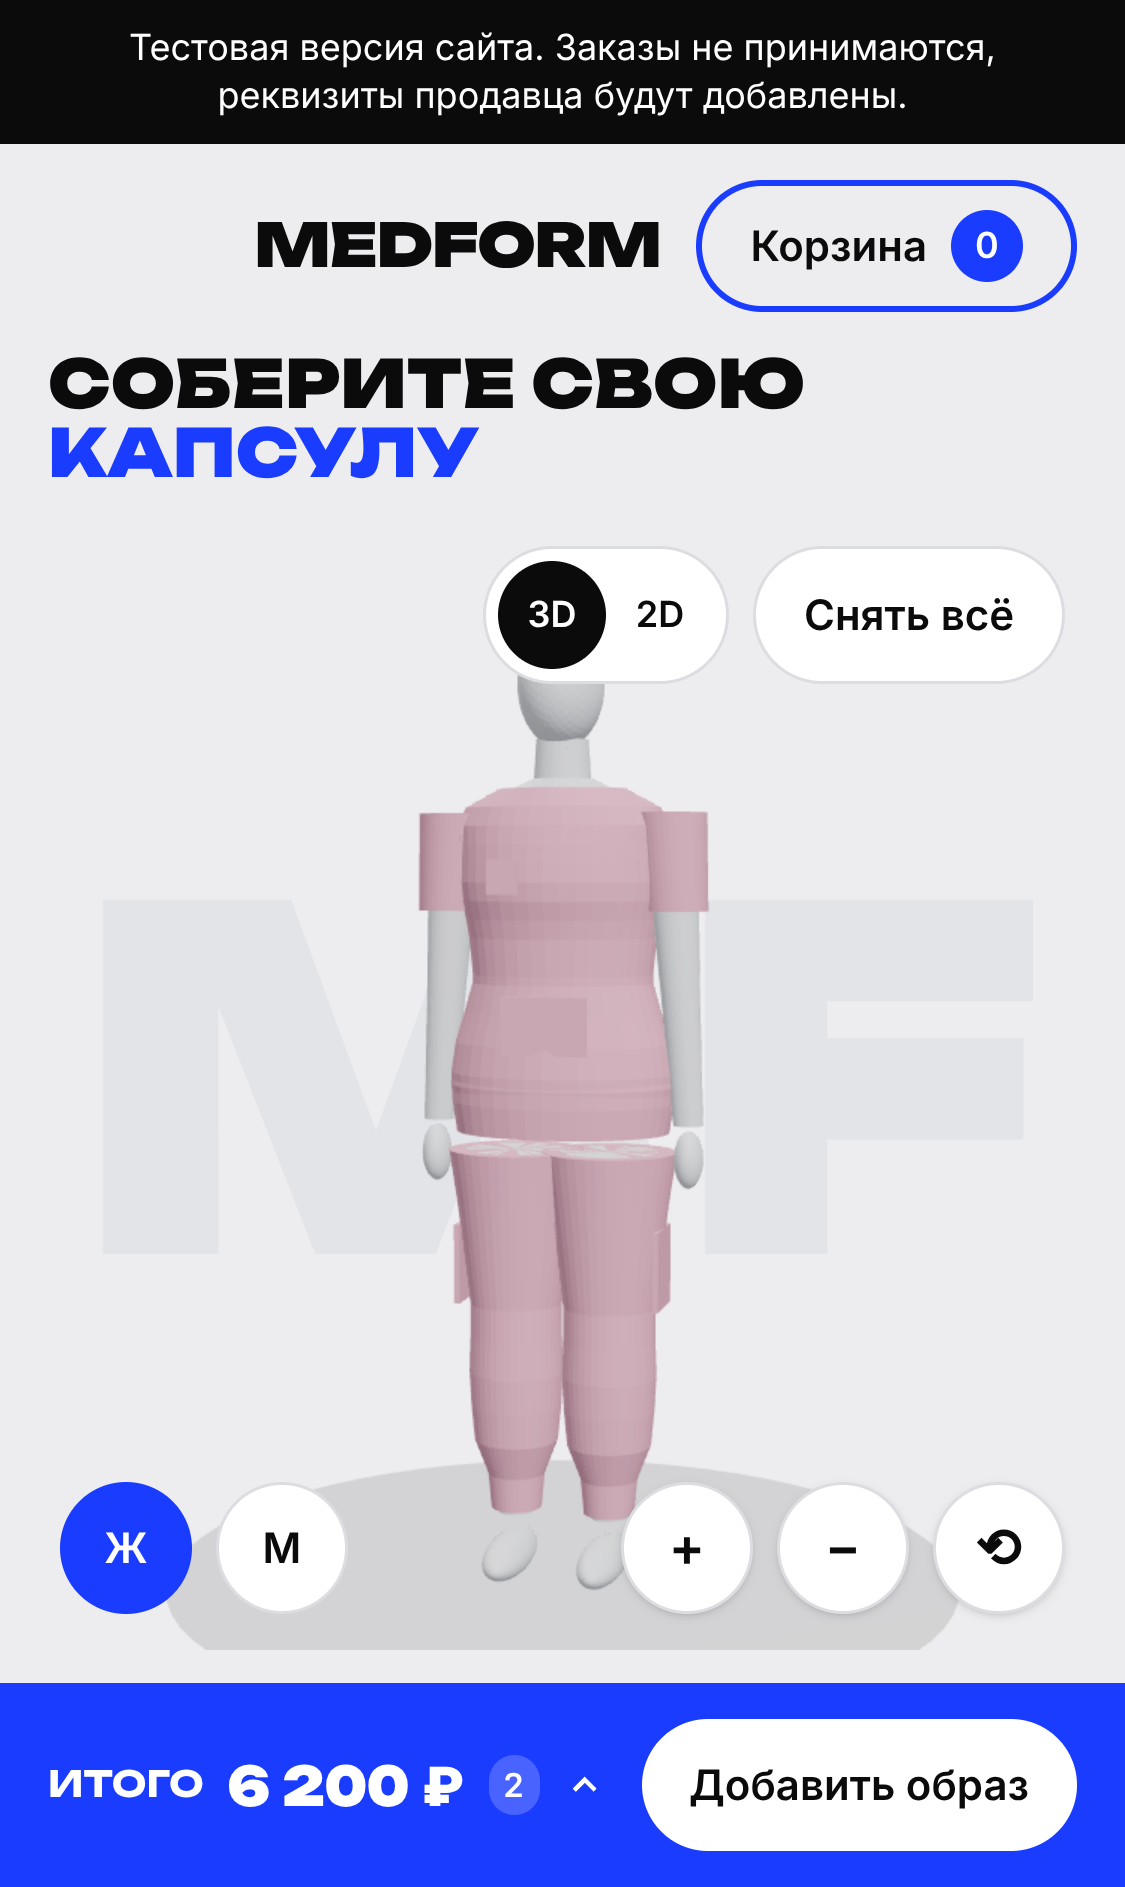 Тестовая версия сайта. Заказы не принимаются,
реквизиты продавца будут добавлены.
MEDFORM
Корзина 0
СОБЕРИТЕ СВОЮ
КАПСУЛУ
3D 2D Снять всё
MF
Ж М + −
ИТОГО 6 200 ₽ 2 Добавить образ